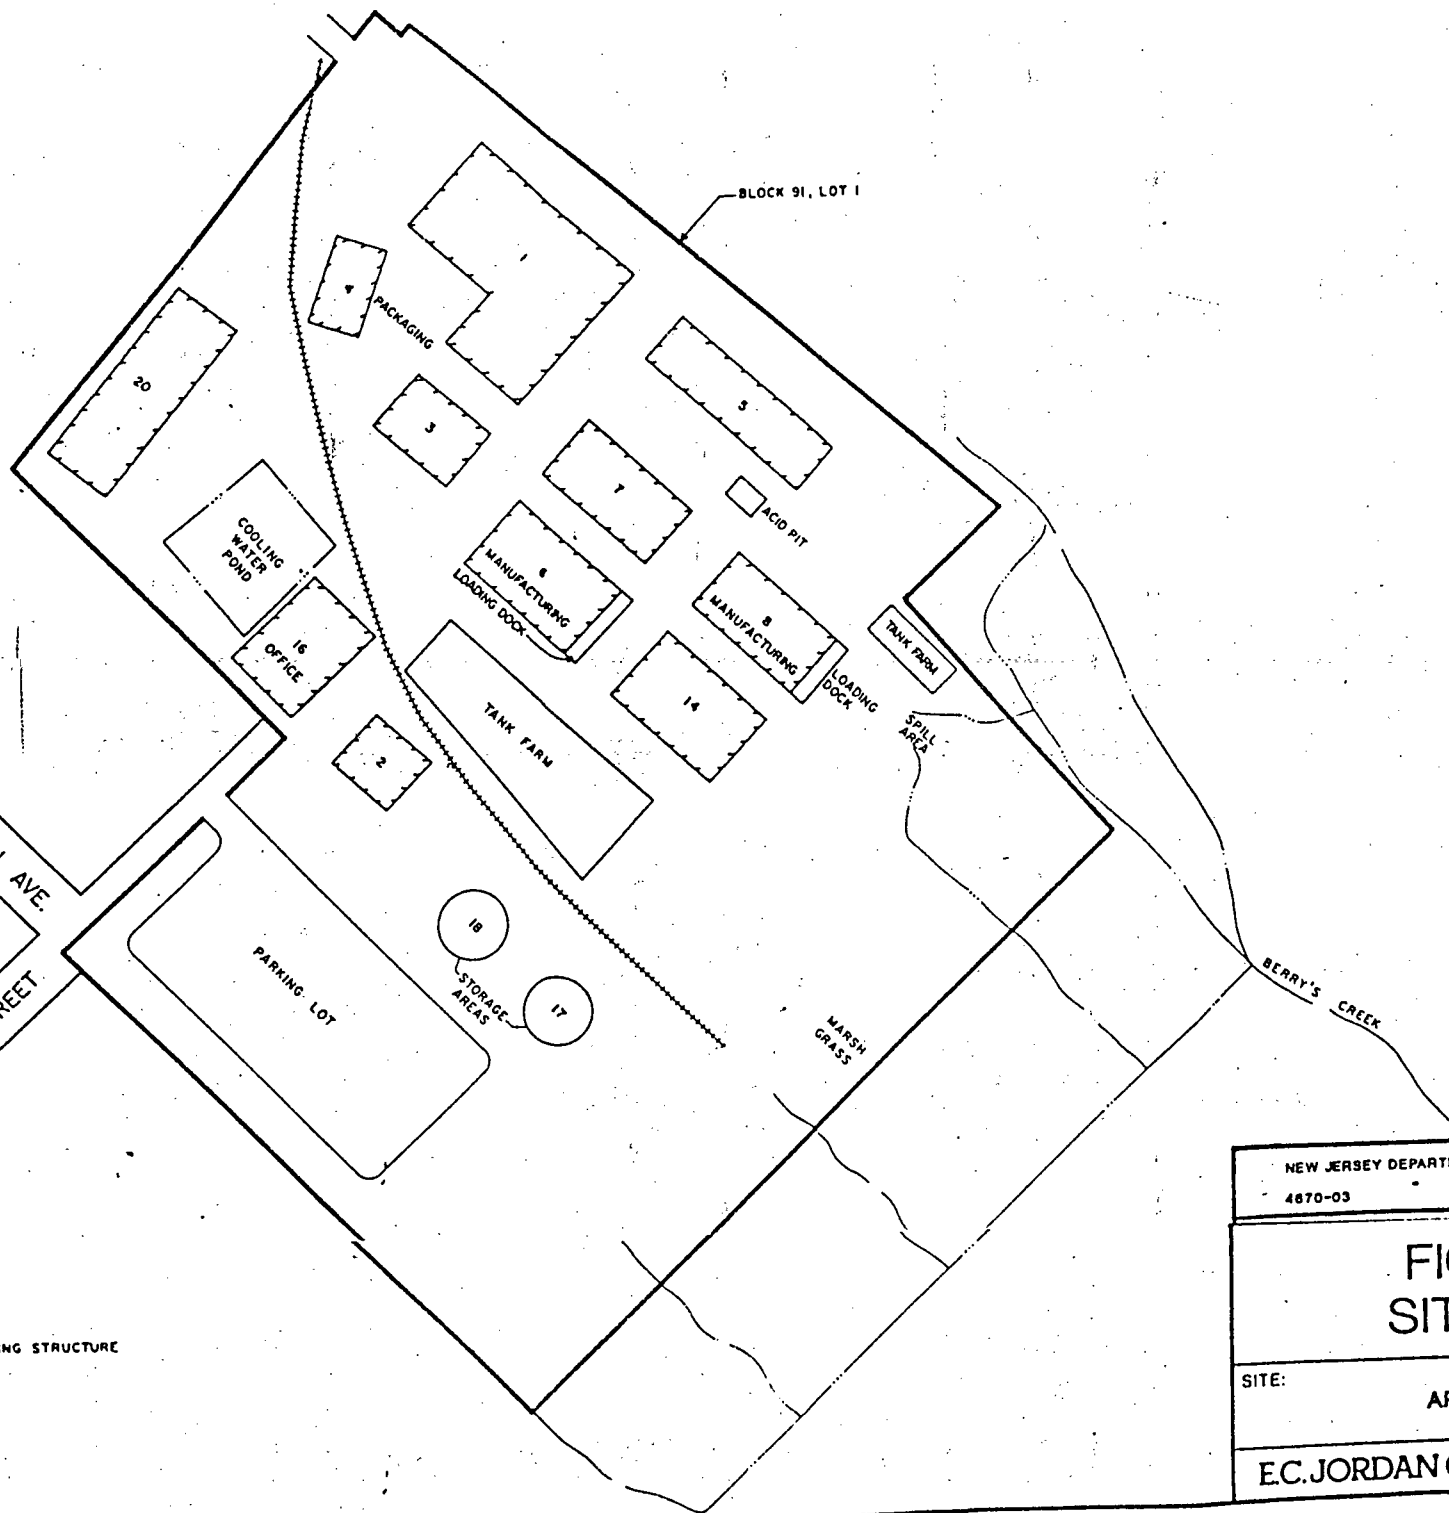 BLOCK 91, LOT 1
1
4
PACKAGING
20
3
5
7
ACID PIT
COOLING
WATER
POND
6
MANUFACTURING
LOADING DOCK
8
MANUFACTURING
LOADING
DOCK
TANK FARM
16
OFFICE
14
TANK FARM
SPILL
AREA
2
AVE.
18
STORAGE
AREAS
17
PARKING LOT
MARSH
GRASS
BERRY'S CREEK
REET
NG STRUCTURE
NEW JERSEY DEPART
4670-03
FI
SIT
SITE:
E.C.JORDAN